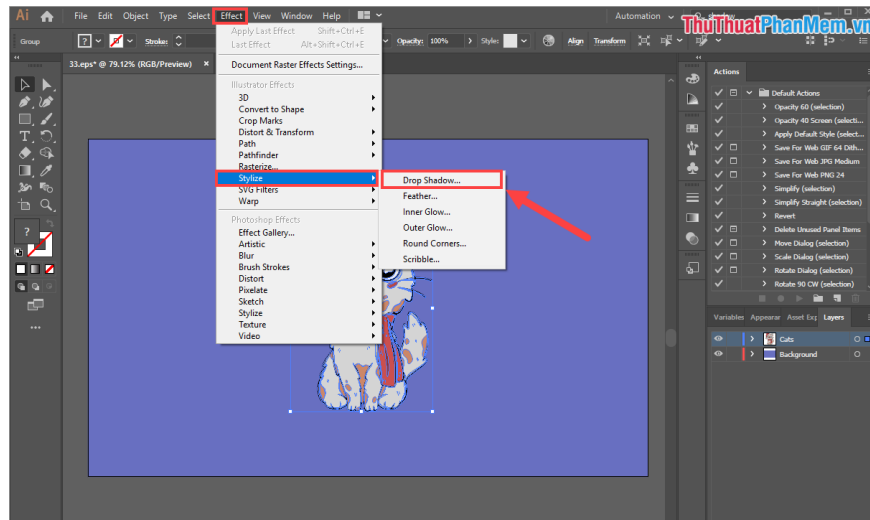 Ai File Edit Object Type Select Effect View Window Help Automation shadow
ThuThuatPhanMem.vn
Group ? Stroke: Opacity: 100% Style: Align Transform
33.eps* @ 79.12% (RGB/Preview) ×
Apply Last Effect Shift+Ctrl+E
Last Effect Alt+Shift+Ctrl+E
Document Raster Effects Settings...
Illustrator Effects
3D
Convert to Shape
Crop Marks
Distort & Transform
Path
Pathfinder
Rasterize...
Stylize
SVG Filters
Warp
Photoshop Effects
Effect Gallery...
Artistic
Blur
Brush Strokes
Distort
Pixelate
Sketch
Stylize
Texture
Video
Drop Shadow...
Feather...
Inner Glow...
Outer Glow...
Round Corners...
Scribble...
?
Actions
Default Actions
Opacity 60 (selection)
Opacity 40 Screen (selecti...
Apply Default Style (select...
Save For Web GIF 64 Dith...
Save For Web JPG Medium
Save For Web PNG 24
Simplify (selection)
Simplify Straight (selection)
Revert
Delete Unused Panel Items
Move Dialog (selection)
Scale Dialog (selection)
Rotate Dialog (selection)
Rotate 90 CW (selection)
Variables Appear Asset Exp Layers
Cats
Background